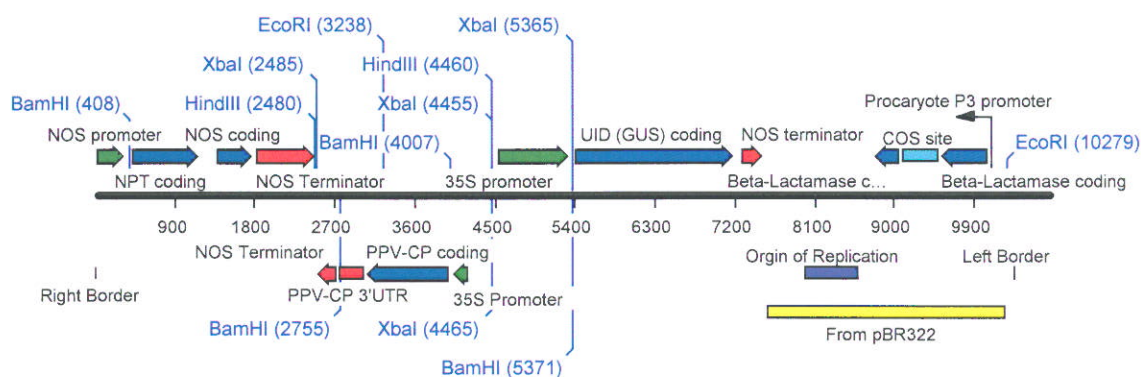 EcoRI (3238)
XbaI (5365)
XbaI (2485)
HindIII (4460)
BamHI (408)
HindIII (2480)
XbaI (4455)
Procaryote P3 promoter
NOS promoter
NOS coding
BamHI (4007)
UID (GUS) coding
NOS terminator
COS site
EcoRI (10279)
NPT coding
NOS Terminator
35S promoter
Beta-Lactamase c...
Beta-Lactamase coding
900 1800 2700 3600 4500 5400 6300 7200 8100 9000 9900
NOS Terminator
PPV-CP coding
Orgin of Replication
Left Border
Right Border
PPV-CP 3'UTR
35S Promoter
BamHI (2755)
XbaI (4465)
From pBR322
BamHI (5371)